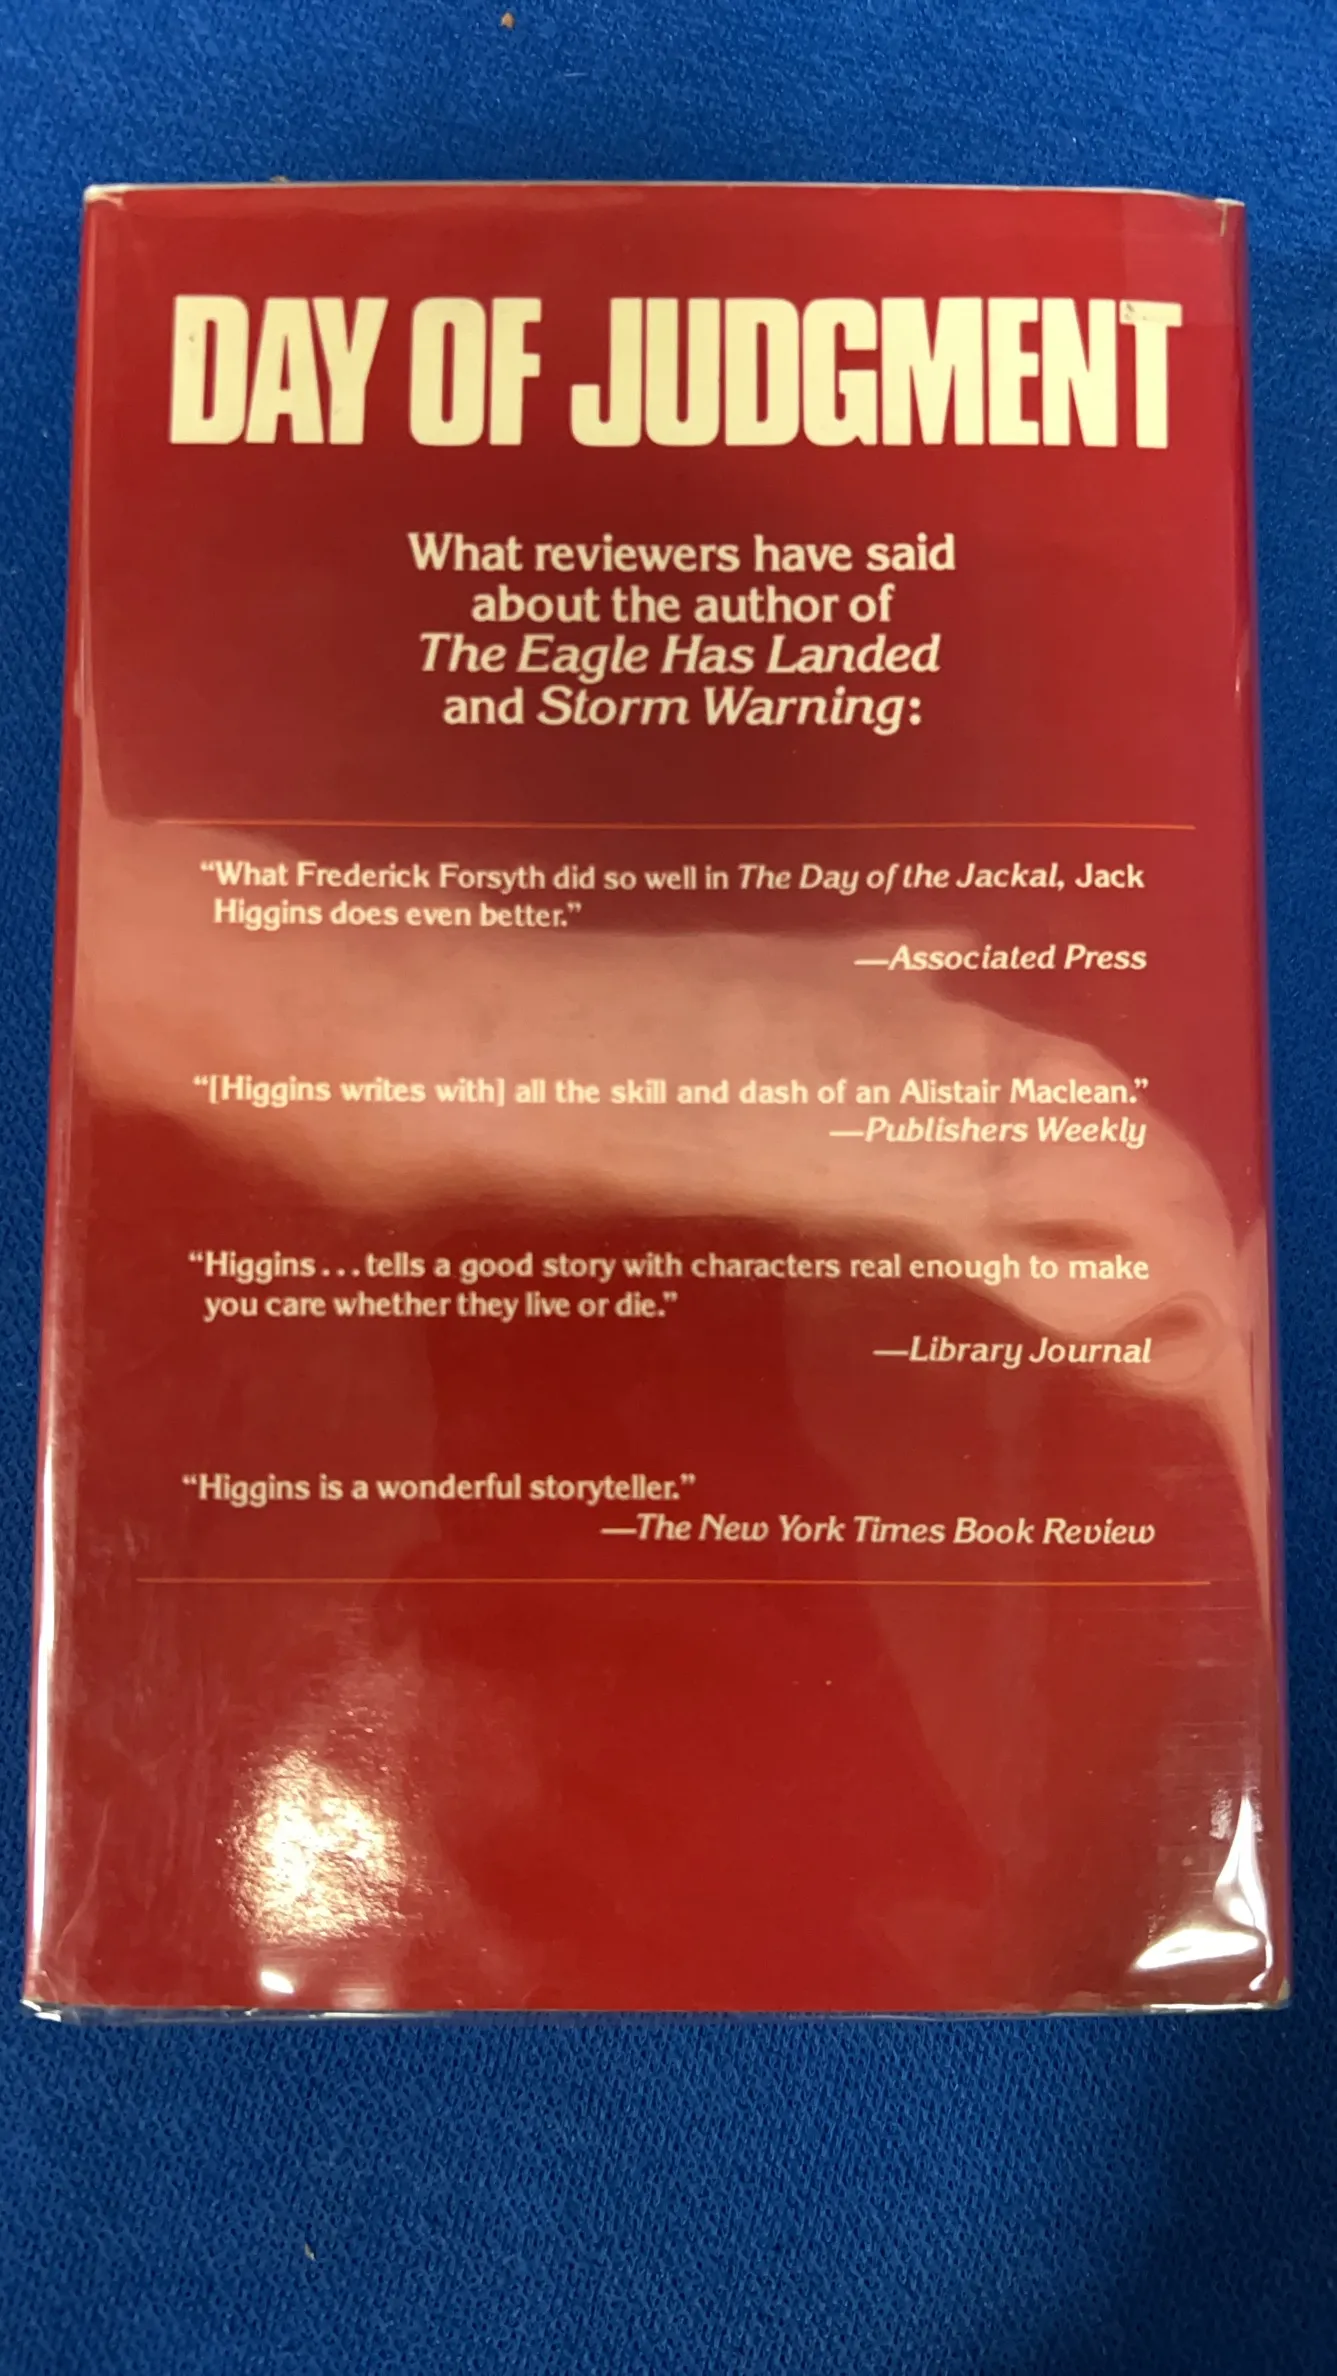 DAY OF JUDGMENT
What reviewers have said
about the author of
The Eagle Has Landed
and Storm Warning:
“What Frederick Forsyth did so well in The Day of the Jackal, Jack
Higgins does even better.”
—Associated Press
“[Higgins writes with] all the skill and dash of an Alistair Maclean.”
—Publishers Weekly
“Higgins...tells a good story with characters real enough to make
you care whether they live or die.”
—Library Journal
“Higgins is a wonderful storyteller.”
—The New York Times Book Review